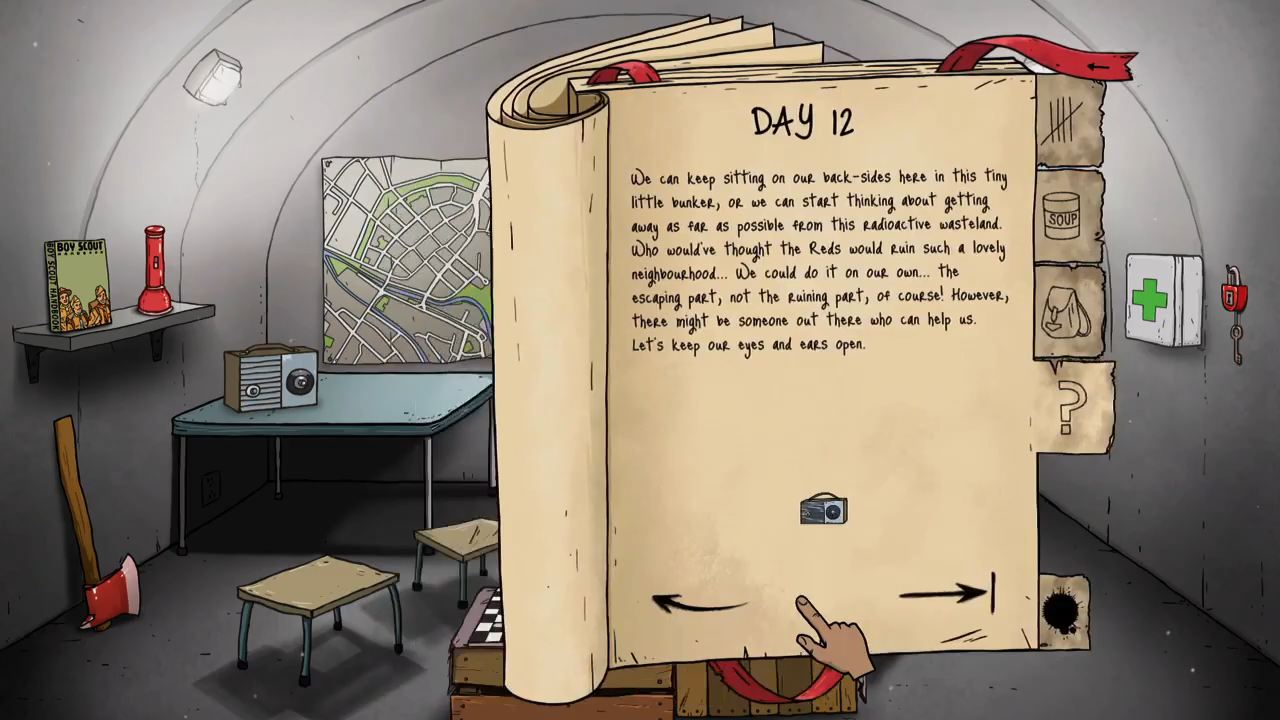 DAY 12
We can keep sitting on our back-sides here in this tiny
little bunker, or we can start thinking about getting
away as far as possible from this radioactive wasteland.
Who would've thought the Reds would ruin such a lovely
neighbourhood... We could do it on our own... the
escaping part, not the ruining part, of course! However,
there might be someone out there who can help us.
Let's keep our eyes and ears open.
BOY SCOUT
HANDBOOK
BOY SCOUT HANDBOOK
SOUP
?